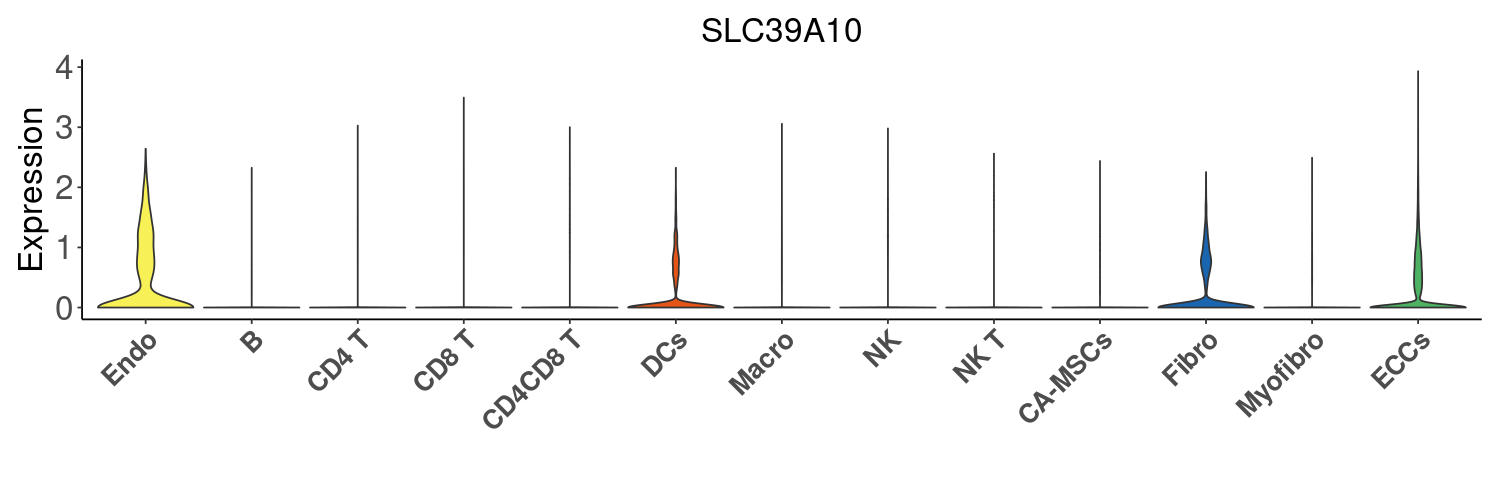 SLC39A10
Expression
4
3
2
1
0
Endo
B
CD4 T
CD8 T
CD4CD8 T
DCs
Macro
NK
NK T
CA-MSCs
Fibro
Myofibro
ECCs